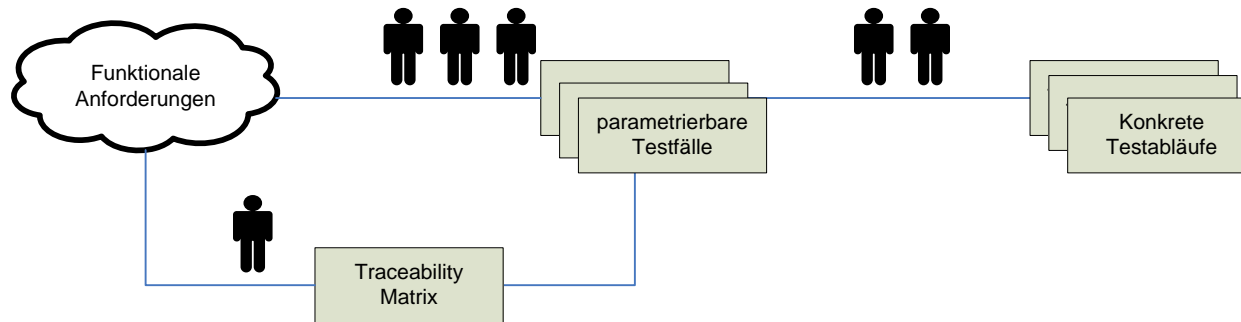 Funktionale
Anforderungen
parametrierbare
Testfälle
Konkrete
Testabläufe
Traceability
Matrix